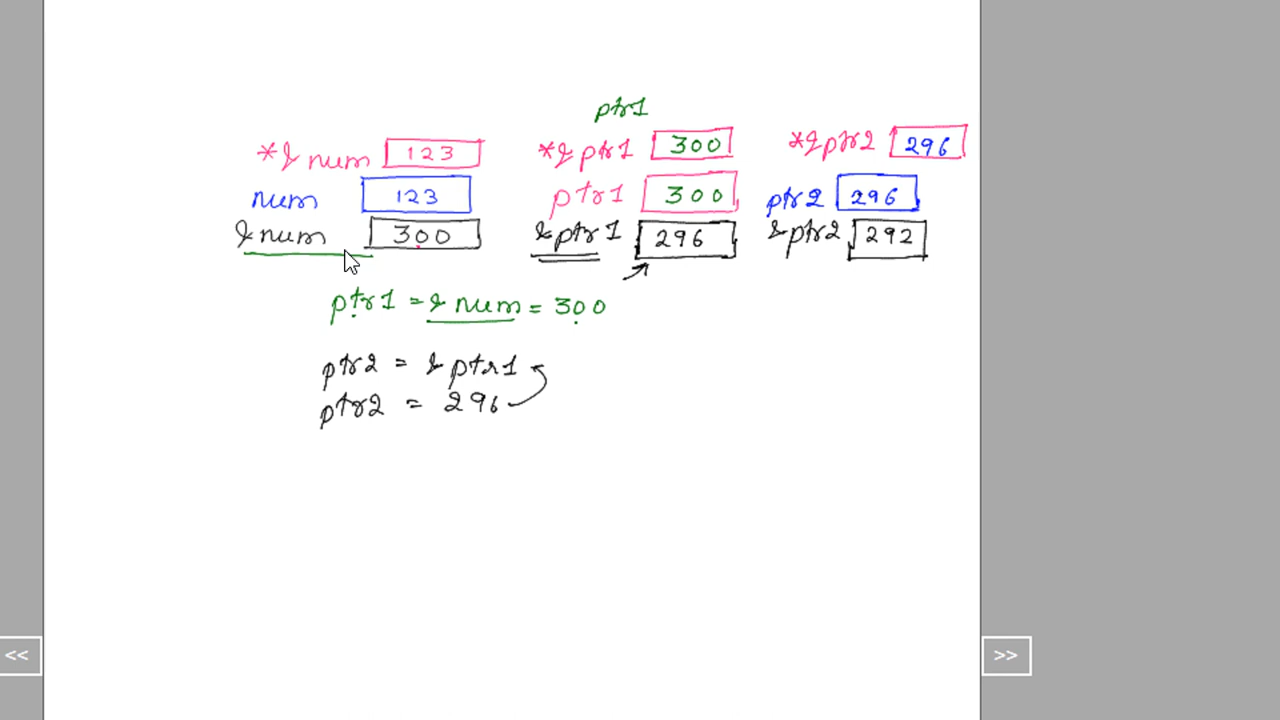 ptr1
*& num 123 *& ptr1 300 *&ptr2 296
num 123 ptr1 300 ptr2 296
&num 300 &ptr1 296 &ptr2 292
ptr1 = & num = 300
ptr2 = & ptr1
ptr2 = 296
<< >>